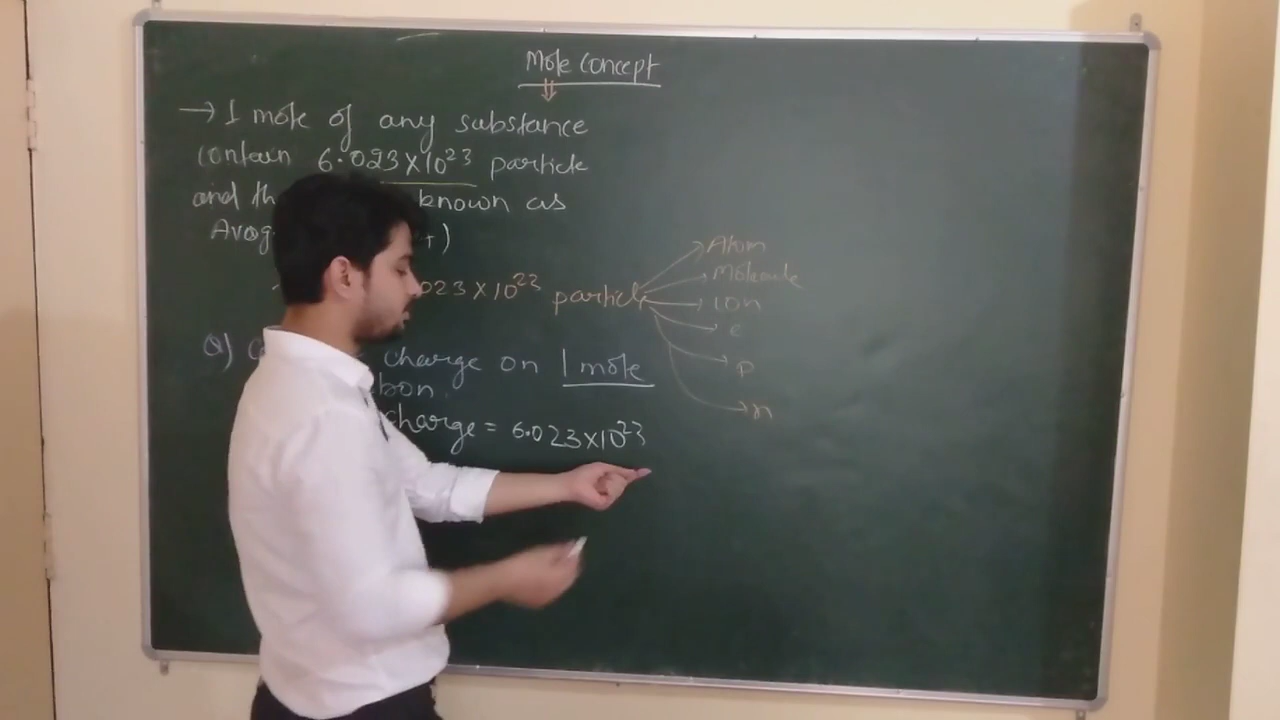 Mole Concept
→ 1 mole of any substance
contain 6.023×10²³ particle
and th known as
Avog
023×10²³ particle
Atom
Molecule
Ion
e
p
n
Q) charge on 1 mole
bon.
charge = 6.023×10²³